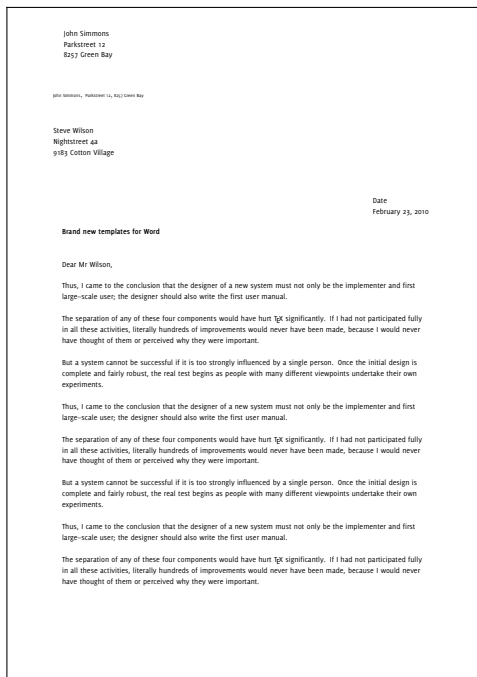 John Simmons
Parkstreet 12
8257 Green Bay
John Simmons, Parkstreet 12, 8257 Green Bay
Steve Wilson
Nightstreet 4a
9183 Cotton Village
Date
February 23, 2010
Brand new templates for Word
Dear Mr Wilson,
Thus, I came to the conclusion that the designer of a new system must not only be the implementer and first
large–scale user; the designer should also write the first user manual.
The separation of any of these four components would have hurt TEX significantly. If I had not participated fully
in all these activities, literally hundreds of improvements would never have been made, because I would never
have thought of them or perceived why they were important.
But a system cannot be successful if it is too strongly influenced by a single person. Once the initial design is
complete and fairly robust, the real test begins as people with many different viewpoints undertake their own
experiments.
Thus, I came to the conclusion that the designer of a new system must not only be the implementer and first
large–scale user; the designer should also write the first user manual.
The separation of any of these four components would have hurt TEX significantly. If I had not participated fully
in all these activities, literally hundreds of improvements would never have been made, because I would never
have thought of them or perceived why they were important.
But a system cannot be successful if it is too strongly influenced by a single person. Once the initial design is
complete and fairly robust, the real test begins as people with many different viewpoints undertake their own
experiments.
Thus, I came to the conclusion that the designer of a new system must not only be the implementer and first
large–scale user; the designer should also write the first user manual.
The separation of any of these four components would have hurt TEX significantly. If I had not participated fully
in all these activities, literally hundreds of improvements would never have been made, because I would never
have thought of them or perceived why they were important.